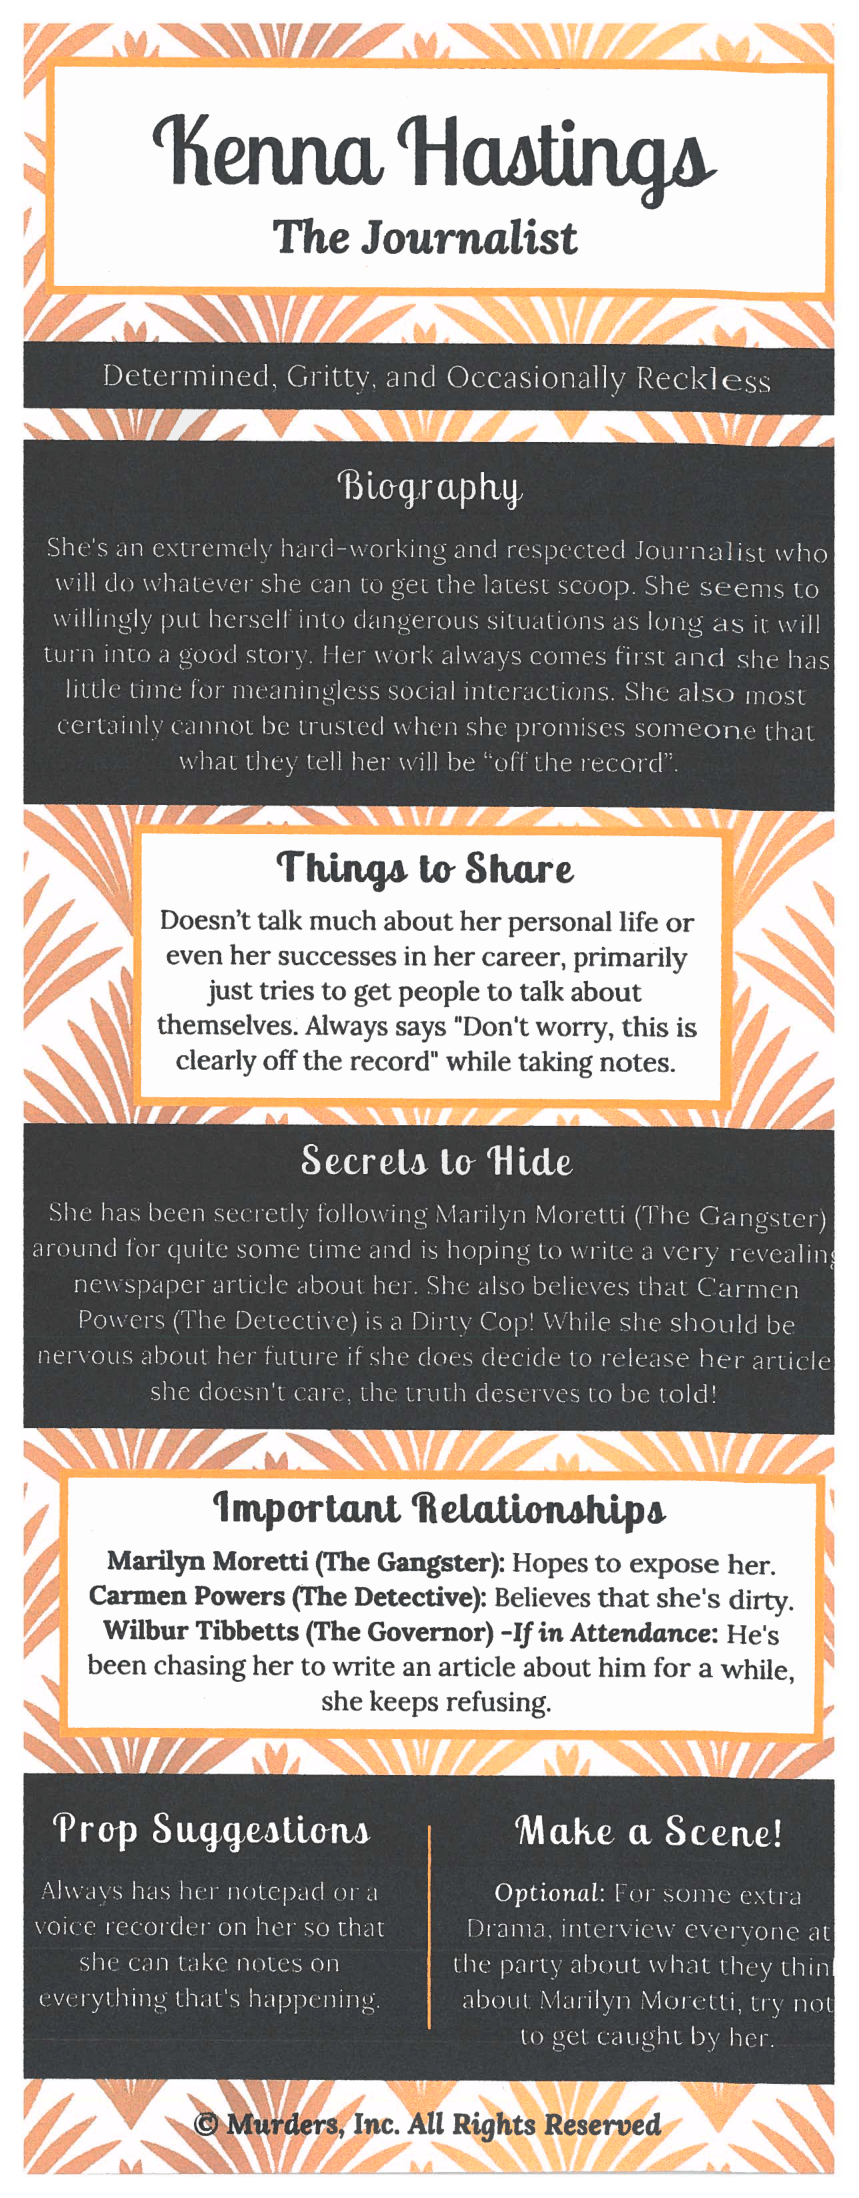 Kenna Hastings
The Journalist
Determined, Gritty, and Occasionally Reckless
Biography
She's an extremely hard-working and respected Journalist who
will do whatever she can to get the latest scoop. She seems to
willingly put herself into dangerous situations as long as it will
turn into a good story. Her work always comes first and she has
little time for meaningless social interactions. She also most
certainly cannot be trusted when she promises someone that
what they tell her will be “off the record”.
Things to Share
Doesn't talk much about her personal life or
even her successes in her career, primarily
just tries to get people to talk about
themselves. Always says "Don't worry, this is
clearly off the record" while taking notes.
Secrets to Hide
She has been secretly following Marilyn Moretti (The Gangster)
around for quite some time and is hoping to write a very revealing
newspaper article about her. She also believes that Carmen
Powers (The Detective) is a Dirty Cop! While she should be
nervous about her future if she does decide to release her article
she doesn't care, the truth deserves to be told!
Important Relationships
Marilyn Moretti (The Gangster): Hopes to expose her.
Carmen Powers (The Detective): Believes that she's dirty.
Wilbur Tibbetts (The Governor) -If in Attendance: He's
been chasing her to write an article about him for a while,
she keeps refusing.
Prop Suggestions
Always has her notepad or a
voice recorder on her so that
she can take notes on
everything that's happening.
Make a Scene!
Optional: For some extra
Drama, interview everyone at
the party about what they think
about Marilyn Moretti, try not
to get caught by her.
© Murders, Inc. All Rights Reserved